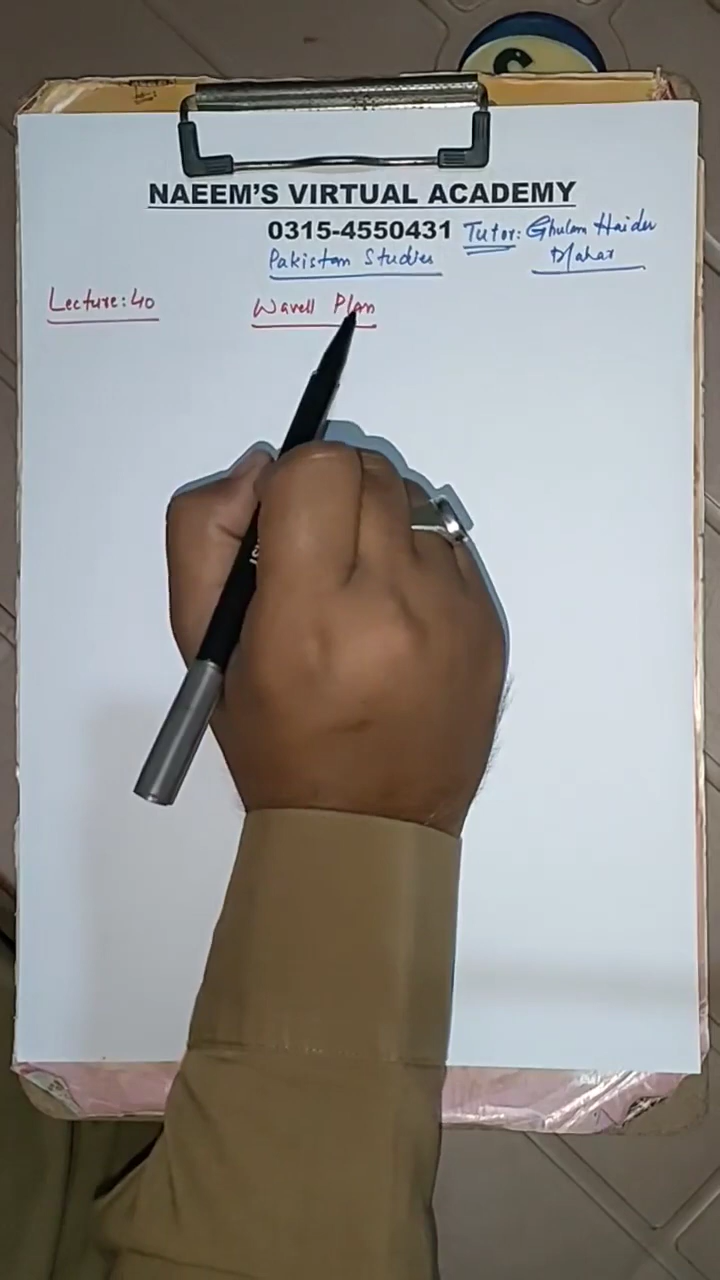 NAEEM'S VIRTUAL ACADEMY
0315-4550431 Tutor: Ghulam Haider
Pakistan Studies Mahar
Lecture: 40 Wavell Plan